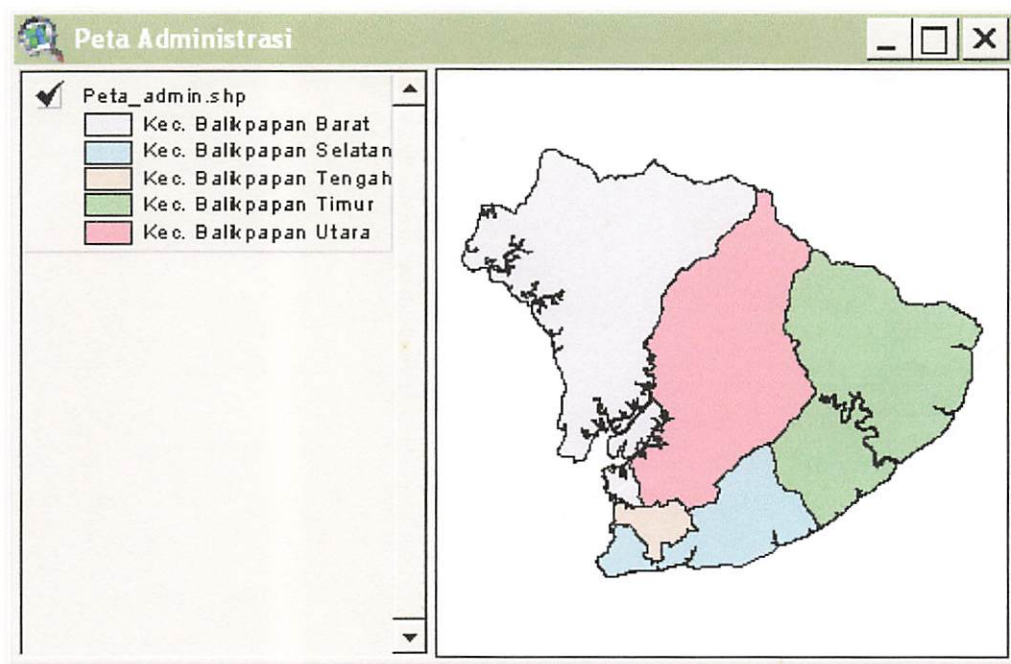 Peta Administrasi
Peta_admin.shp
Kec. Balikpapan Barat
Kec. Balikpapan Selatan
Kec. Balikpapan Tengah
Kec. Balikpapan Timur
Kec. Balikpapan Utara